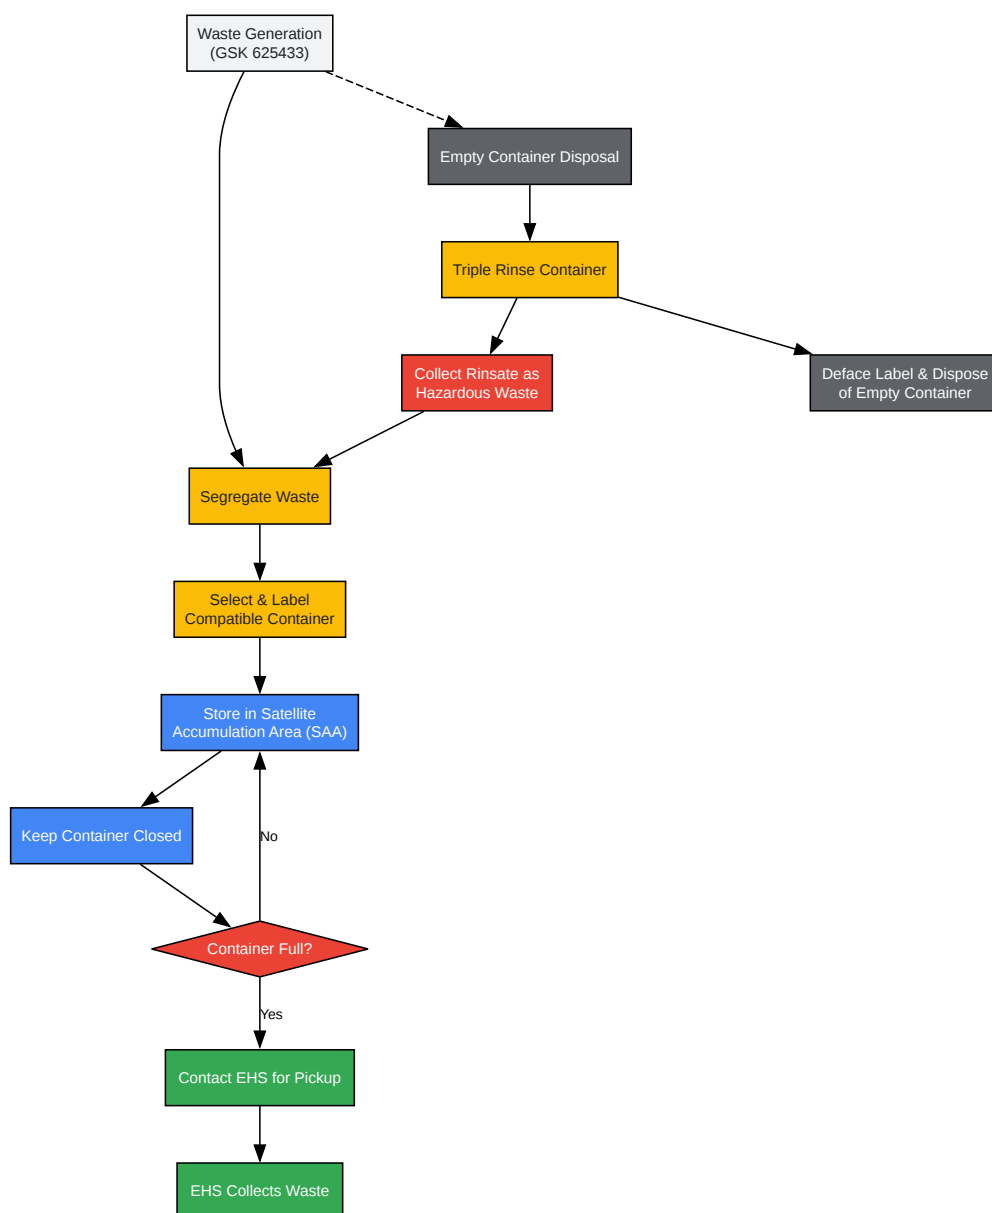 Waste Generation
(GSK 625433)
Empty Container Disposal
Triple Rinse Container
Collect Rinsate as
Hazardous Waste
Deface Label & Dispose
of Empty Container
Segregate Waste
Select & Label
Compatible Container
Store in Satellite
Accumulation Area (SAA)
Keep Container Closed
No
Container Full?
Yes
Contact EHS for Pickup
EHS Collects Waste